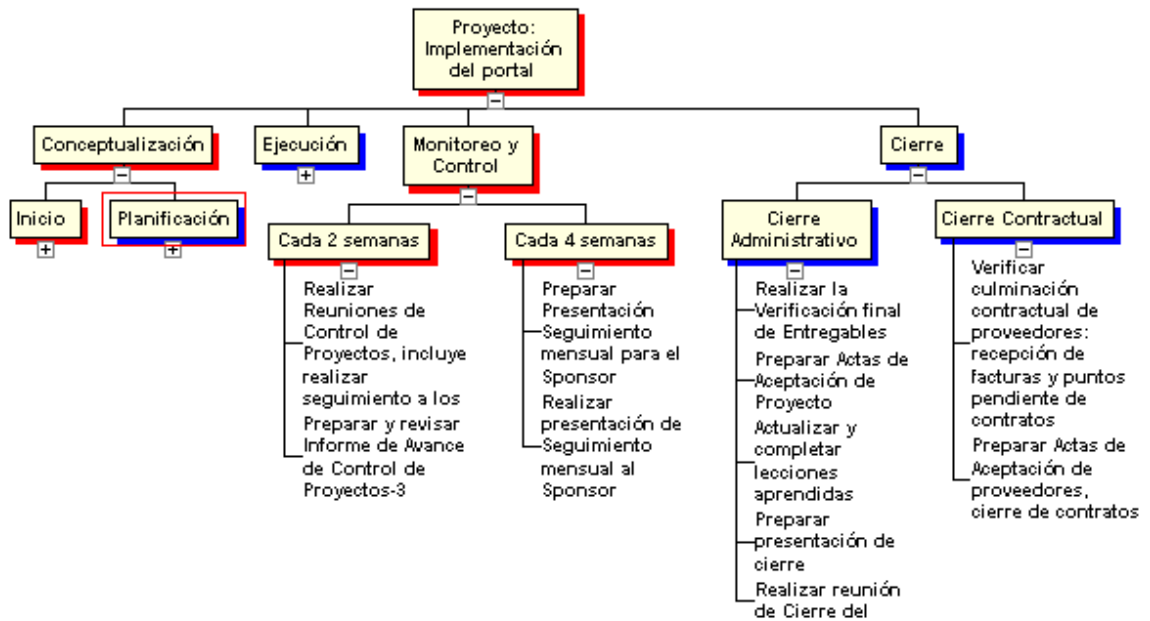 Proyecto:
Implementación
del portal
Conceptualización
Ejecución
Monitoreo y
Control
Cierre
Inicio
Planificación
Cada 2 semanas
Cada 4 semanas
Cierre
Administrativo
Cierre Contractual
Realizar
Reuniones de
Control de
Proyectos, incluye
realizar
seguimiento a los
Preparar y revisar
Informe de Avance
de Control de
Proyectos-3
Preparar
Presentación
Seguimiento
mensual para el
Sponsor
Realizar
presentación de
Seguimiento
mensual al
Sponsor
Realizar la
Verificación final
de Entregables
Preparar Actas de
Aceptación de
Proyecto
Actualizar y
completar
lecciones
aprendidas
Preparar
presentación de
cierre
Realizar reunión
de Cierre del
Verificar
culminación
contractual de
proveedores:
recepción de
facturas y puntos
pendiente de
contratos
Preparar Actas de
Aceptación de
proveedores,
cierre de contratos